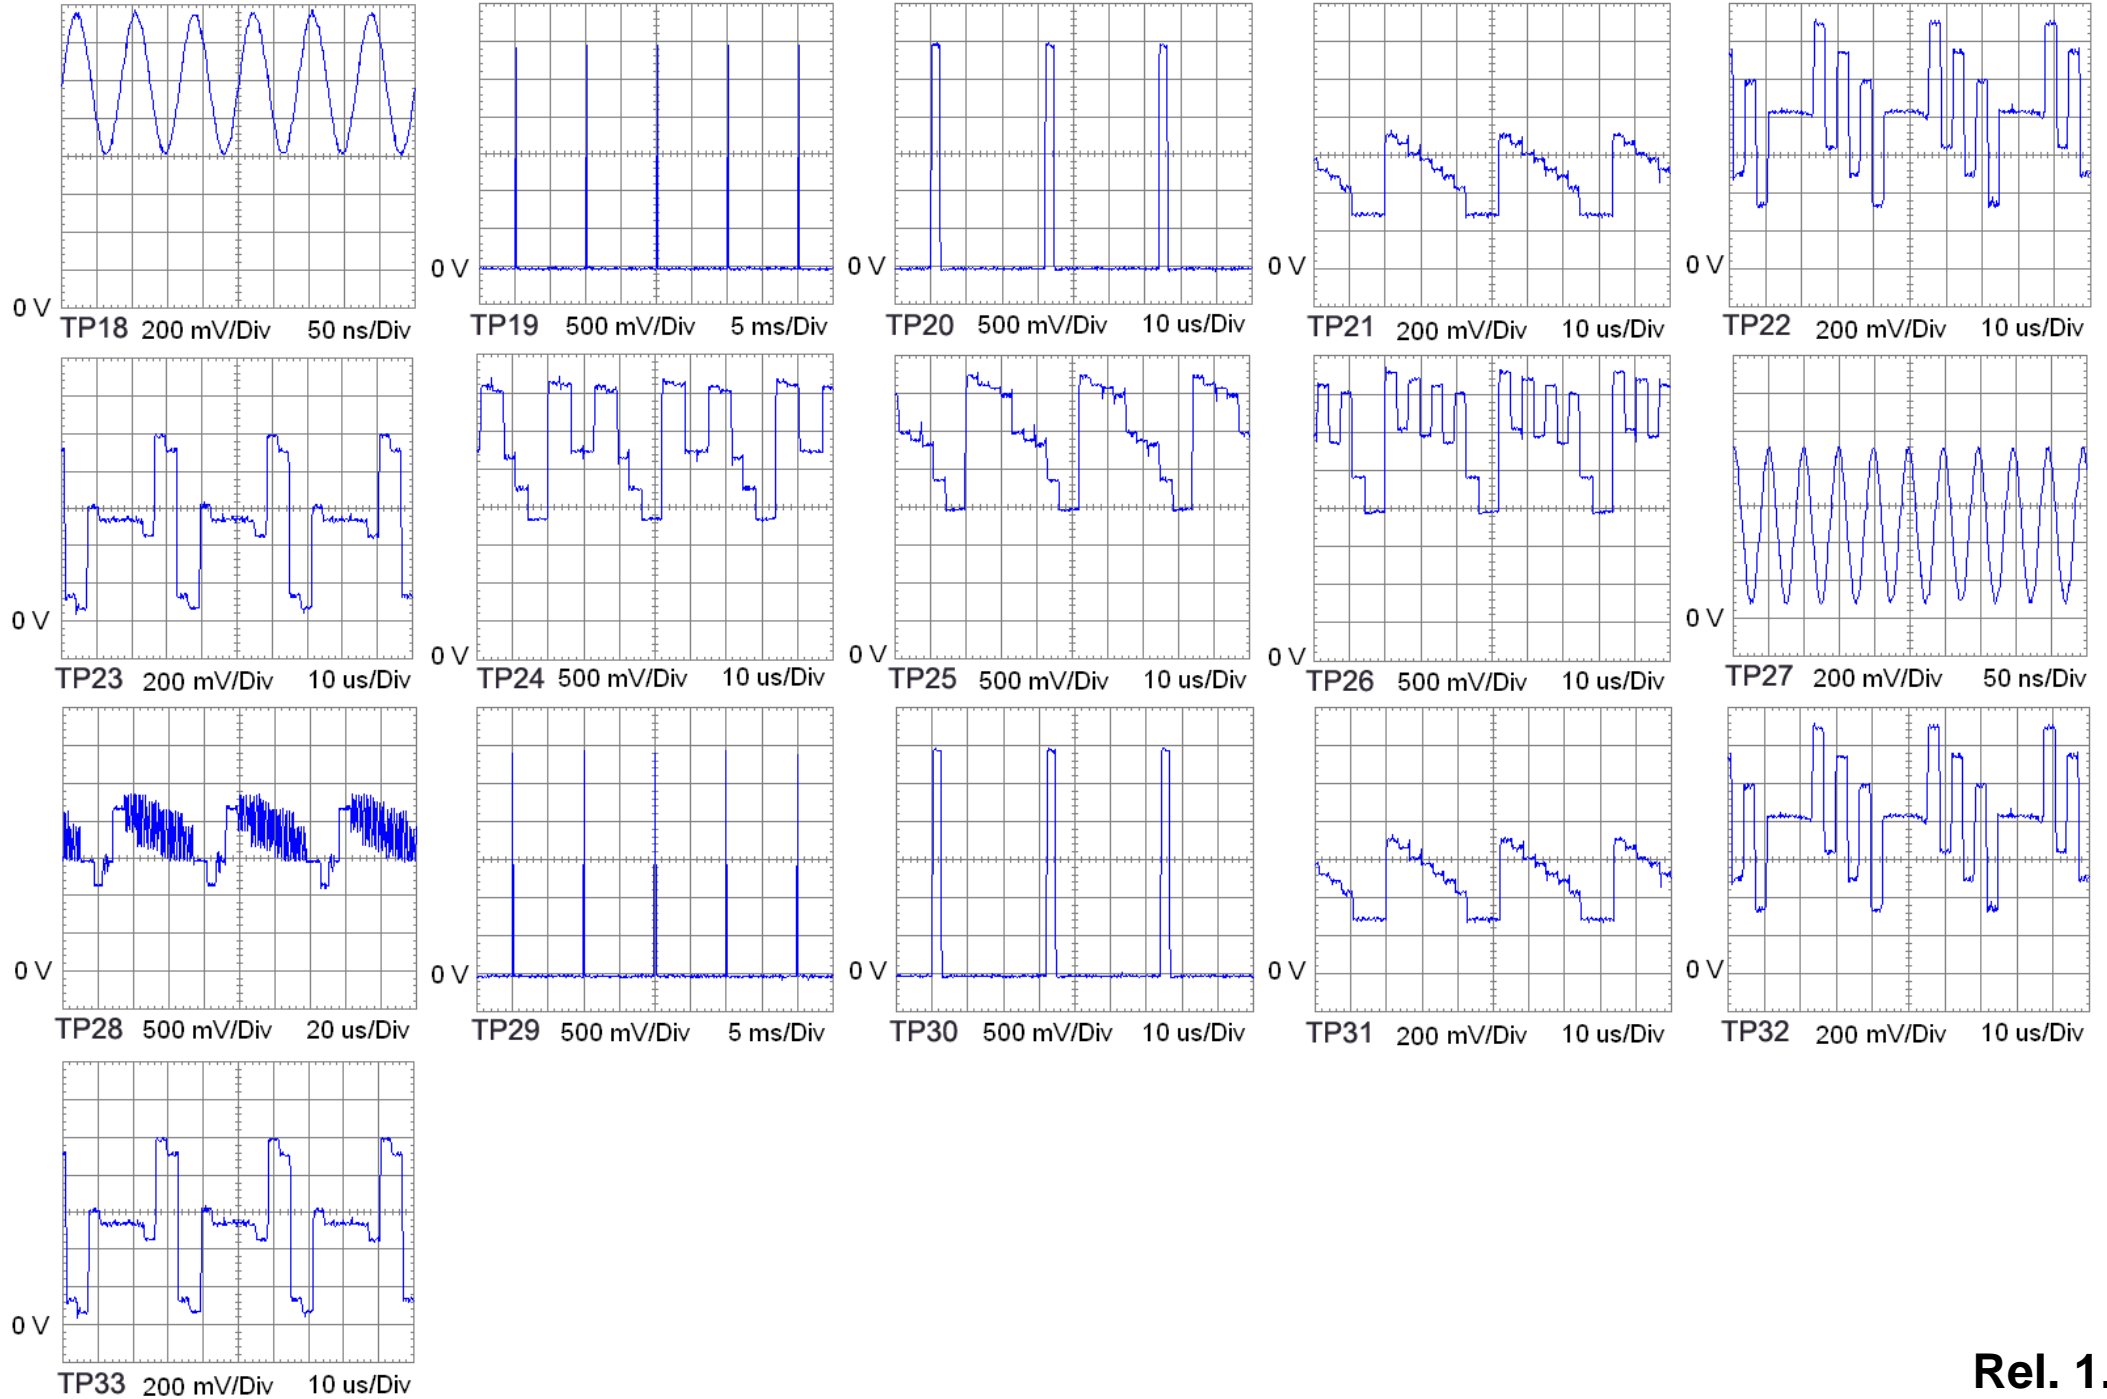 0 V
TP18 200 mV/Div 50 ns/Div
0 V
TP19 500 mV/Div 5 ms/Div
0 V
TP20 500 mV/Div 10 us/Div
0 V
TP21 200 mV/Div 10 us/Div
0 V
TP22 200 mV/Div 10 us/Div
0 V
TP23 200 mV/Div 10 us/Div
0 V
TP24 500 mV/Div 10 us/Div
0 V
TP25 500 mV/Div 10 us/Div
0 V
TP26 500 mV/Div 10 us/Div
0 V
TP27 200 mV/Div 50 ns/Div
0 V
TP28 500 mV/Div 20 us/Div
0 V
TP29 500 mV/Div 5 ms/Div
0 V
TP30 500 mV/Div 10 us/Div
0 V
TP31 200 mV/Div 10 us/Div
0 V
TP32 200 mV/Div 10 us/Div
0 V
TP33 200 mV/Div 10 us/Div
Rel. 1.